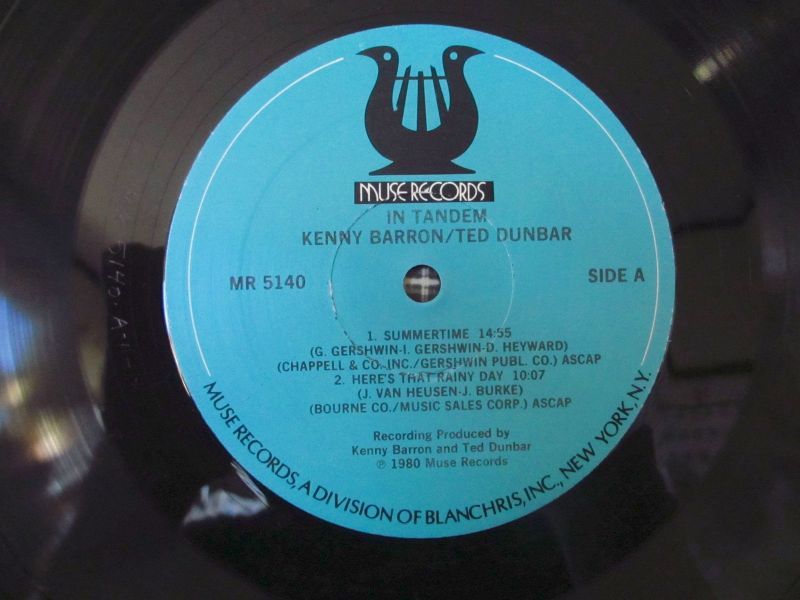 MUSE RECORDS
IN TANDEM
KENNY BARRON/TED DUNBAR
MR 5140
SIDE A
1. SUMMERTIME 14:55
(G. GERSHWIN-I. GERSHWIN-D. HEYWARD)
(CHAPPELL & CO. INC./GERSHWIN PUBL. CO.) ASCAP
2. HERE'S THAT RAINY DAY 10:07
(J. VAN HEUSEN-J. BURKE)
(BOURNE CO./MUSIC SALES CORP.) ASCAP
Recording Produced by
Kenny Barron and Ted Dunbar
℗ 1980 Muse Records
MUSE RECORDS, A DIVISION OF BLANCHRIS, INC., NEW YORK, N.Y.